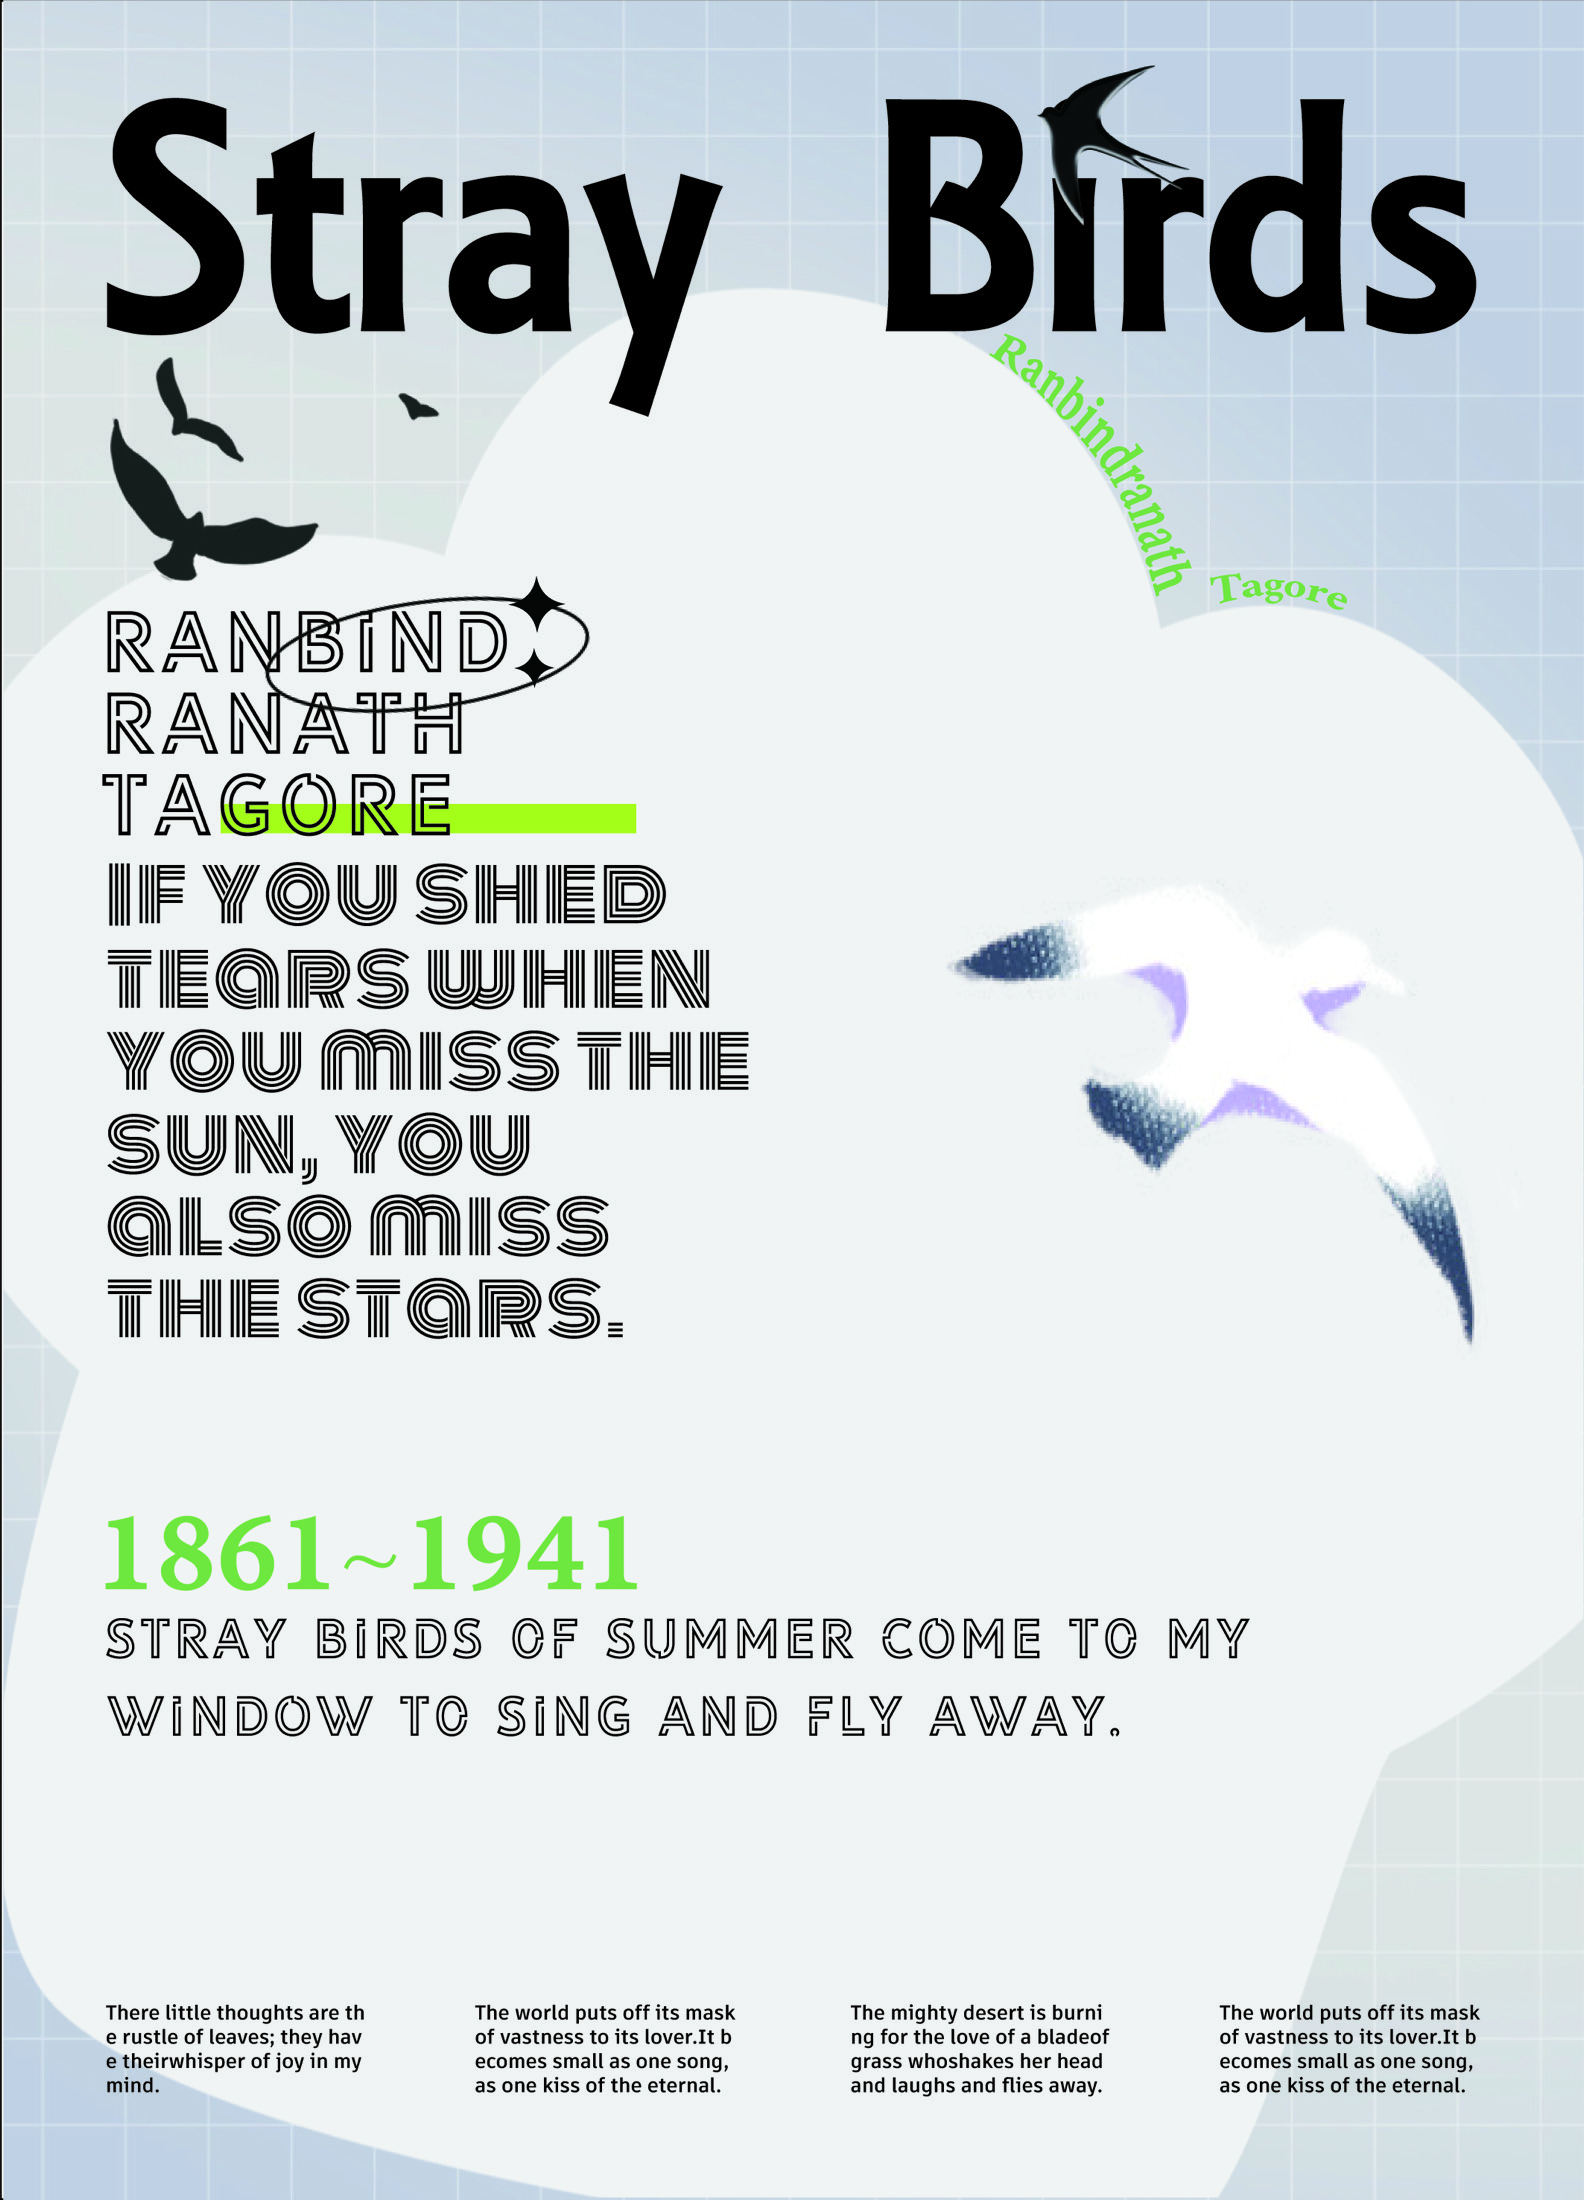 Stray Birds
Ranbindranath Tagore
RANBIND
RANATH
TAGORE
IF YOU SHED
TEARS WHEN
YOU MISS THE
SUN, YOU
ALSO MISS
THE STARS.
1861~1941
STRAY BIRDS OF SUMMER COME TO MY
WINDOW TO SING AND FLY AWAY.
There little thoughts are th
e rustle of leaves; they hav
e theirwhisper of joy in my
mind.
The world puts off its mask
of vastness to its lover.It b
ecomes small as one song,
as one kiss of the eternal.
The mighty desert is burni
ng for the love of a bladeof
grass whoshakes her head
and laughs and flies away.
The world puts off its mask
of vastness to its lover.It b
ecomes small as one song,
as one kiss of the eternal.